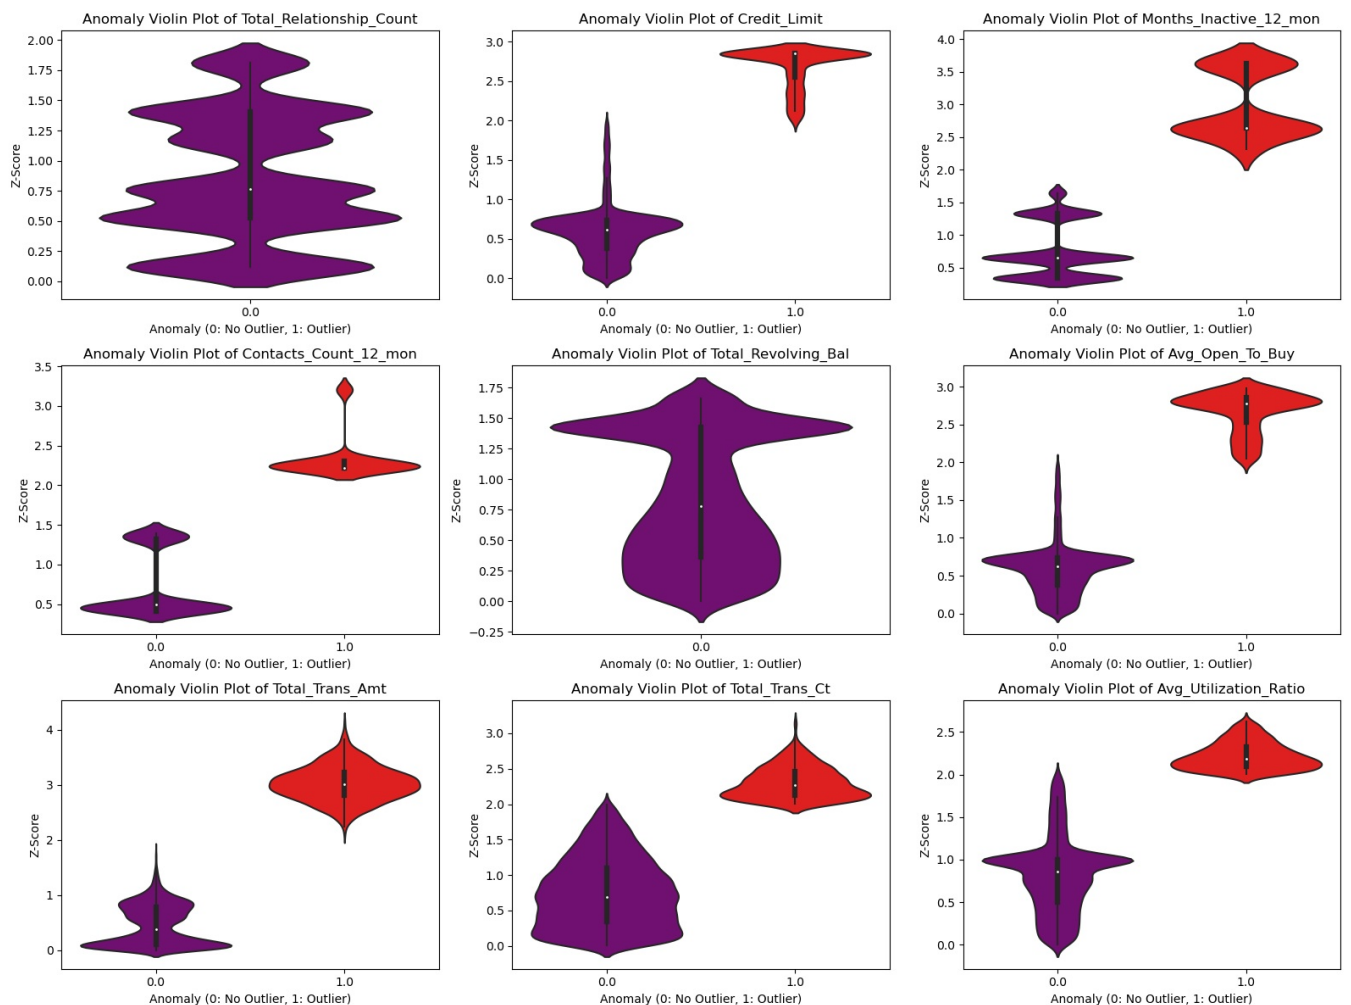 Anomaly Violin Plot of Total_Relationship_Count
2.00
1.75
1.50
1.25
1.00
0.75
0.50
0.25
0.00
Z-Score
0.0
Anomaly (0: No Outlier, 1: Outlier)
Anomaly Violin Plot of Credit_Limit
3.0
2.5
2.0
1.5
1.0
0.5
0.0
Z-Score
0.0 1.0
Anomaly (0: No Outlier, 1: Outlier)
Anomaly Violin Plot of Months_Inactive_12_mon
4.0
3.5
3.0
2.5
2.0
1.5
1.0
0.5
Z-Score
0.0 1.0
Anomaly (0: No Outlier, 1: Outlier)
Anomaly Violin Plot of Contacts_Count_12_mon
3.5
3.0
2.5
2.0
1.5
1.0
0.5
Z-Score
0.0 1.0
Anomaly (0: No Outlier, 1: Outlier)
Anomaly Violin Plot of Total_Revolving_Bal
1.75
1.50
1.25
1.00
0.75
0.50
0.25
0.00
−0.25
Z-Score
0.0
Anomaly (0: No Outlier, 1: Outlier)
Anomaly Violin Plot of Avg_Open_To_Buy
3.0
2.5
2.0
1.5
1.0
0.5
0.0
Z-Score
0.0 1.0
Anomaly (0: No Outlier, 1: Outlier)
Anomaly Violin Plot of Total_Trans_Amt
4
3
2
1
0
Z-Score
0.0 1.0
Anomaly (0: No Outlier, 1: Outlier)
Anomaly Violin Plot of Total_Trans_Ct
3.0
2.5
2.0
1.5
1.0
0.5
0.0
Z-Score
0.0 1.0
Anomaly (0: No Outlier, 1: Outlier)
Anomaly Violin Plot of Avg_Utilization_Ratio
2.5
2.0
1.5
1.0
0.5
0.0
Z-Score
0.0 1.0
Anomaly (0: No Outlier, 1: Outlier)